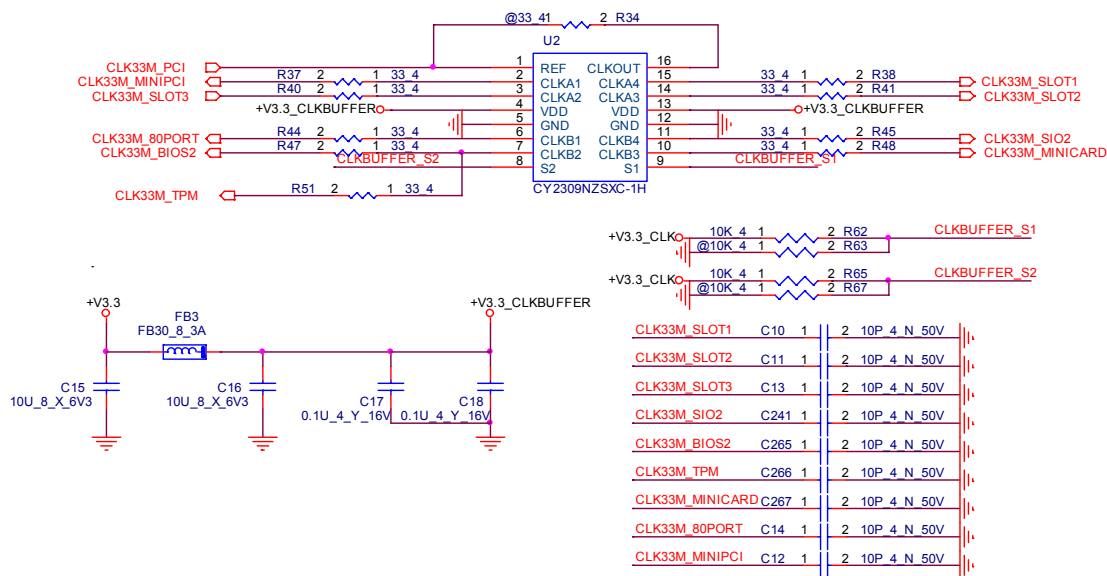 @33_4 1 2 R34
U2
CLK33M_PCI 1 REF CLKOUT 16
CLK33M_MINIPCI R37 2 1 33_4 2 CLKA1 CLKA4 15 33_4 1 2 R38 CLK33M_SLOT1
CLK33M_SLOT3 R40 2 1 33_4 3 CLKA2 CLKA3 14 33_4 1 2 R41 CLK33M_SLOT2
+V3.3_CLKBUFFER 4 VDD VDD 13 +V3.3_CLKBUFFER
5 GND GND 12
CLK33M_80PORT R44 2 1 33_4 6 CLKB1 CLKB4 11 33_4 1 2 R45 CLK33M_SIO2
CLK33M_BIOS2 R47 2 1 33_4 7 CLKB2 CLKB3 10 33_4 1 2 R48 CLK33M_MINICARD
CLKBUFFER_S2 8 S2 S1 9 CLKBUFFER_S1
CLK33M_TPM R51 2 1 33_4 CY2309NZSXC-1H
+V3.3_CLK 10K_4 1 2 R62 CLKBUFFER_S1
@10K_4 1 2 R63
+V3.3_CLK 10K_4 1 2 R65 CLKBUFFER_S2
@10K_4 1 2 R67
+V3.3 +V3.3_CLKBUFFER
FB3
FB30_8_3A
C15 C16 C17 C18
10U_8_X_6V3 10U_8_X_6V3 0.1U_4_Y_16V 0.1U_4_Y_16V
CLK33M_SLOT1 C10 1 2 10P_4_N_50V
CLK33M_SLOT2 C11 1 2 10P_4_N_50V
CLK33M_SLOT3 C13 1 2 10P_4_N_50V
CLK33M_SIO2 C241 1 2 10P_4_N_50V
CLK33M_BIOS2 C265 1 2 10P_4_N_50V
CLK33M_TPM C266 1 2 10P_4_N_50V
CLK33M_MINICARD C267 1 2 10P_4_N_50V
CLK33M_80PORT C14 1 2 10P_4_N_50V
CLK33M_MINIPCI C12 1 2 10P_4_N_50V